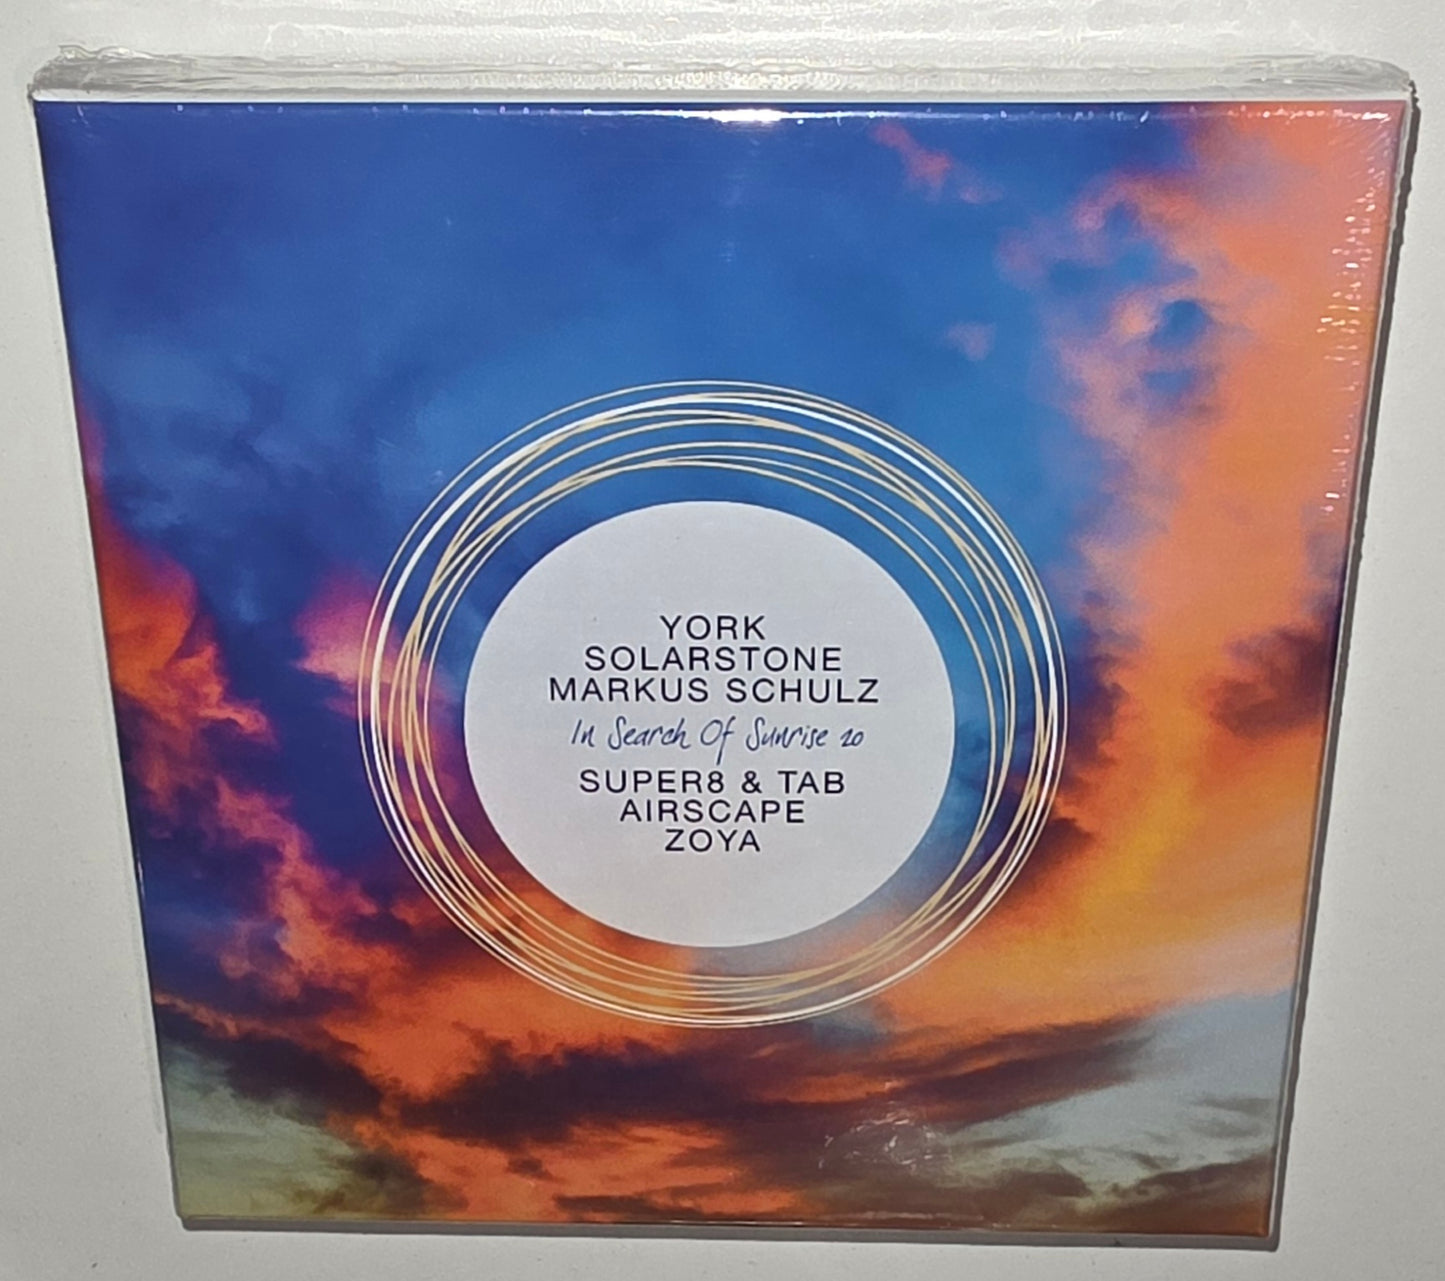 YORK
SOLARSTONE
MARKUS SCHULZ
In Search Of Sunrise 20
SUPER8 & TAB
AIRSCAPE
ZOYA